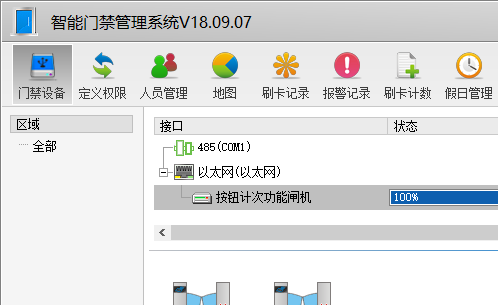 智能门禁管理系统V18.09.07
门禁设备 定义权限 人员管理 地图 刷卡记录 报警记录 刷卡计数 假日管理
区域
全部
接口 状态
485(COM1)
以太网(以太网)
按钮计次功能闸机 100%